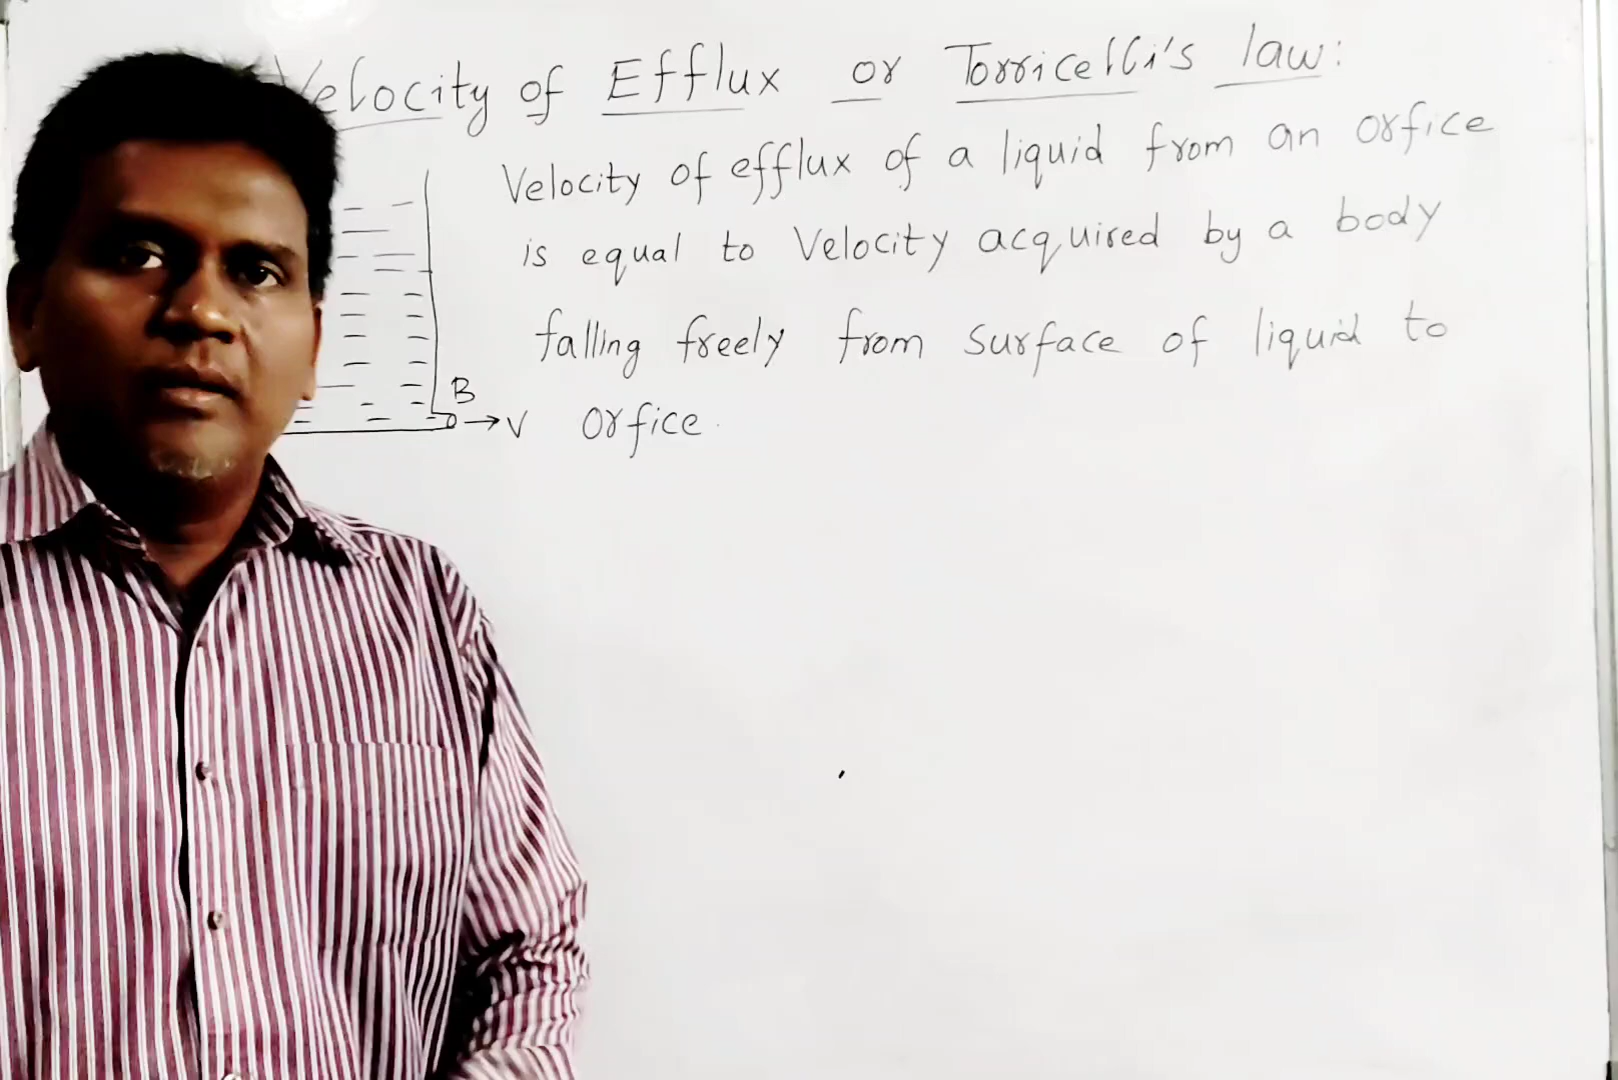 Velocity of Efflux or Torricelli's law:
Velocity of efflux of a liquid from an orfice
is equal to Velocity acquired by a body
falling freely from surface of liquid to
orfice.
B
V